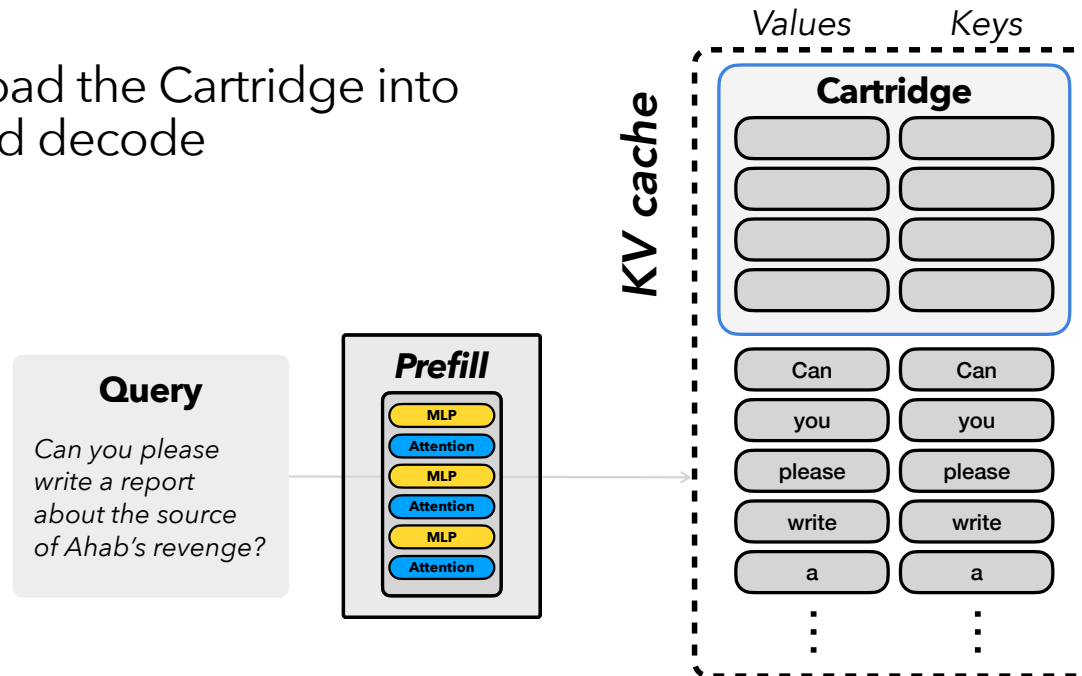 oad the Cartridge into
d decode
Values Keys
KV cache
Cartridge
Query
Can you please
write a report
about the source
of Ahab's revenge?
Prefill
MLP
Attention
MLP
Attention
MLP
Attention
Can Can
you you
please please
write write
a a